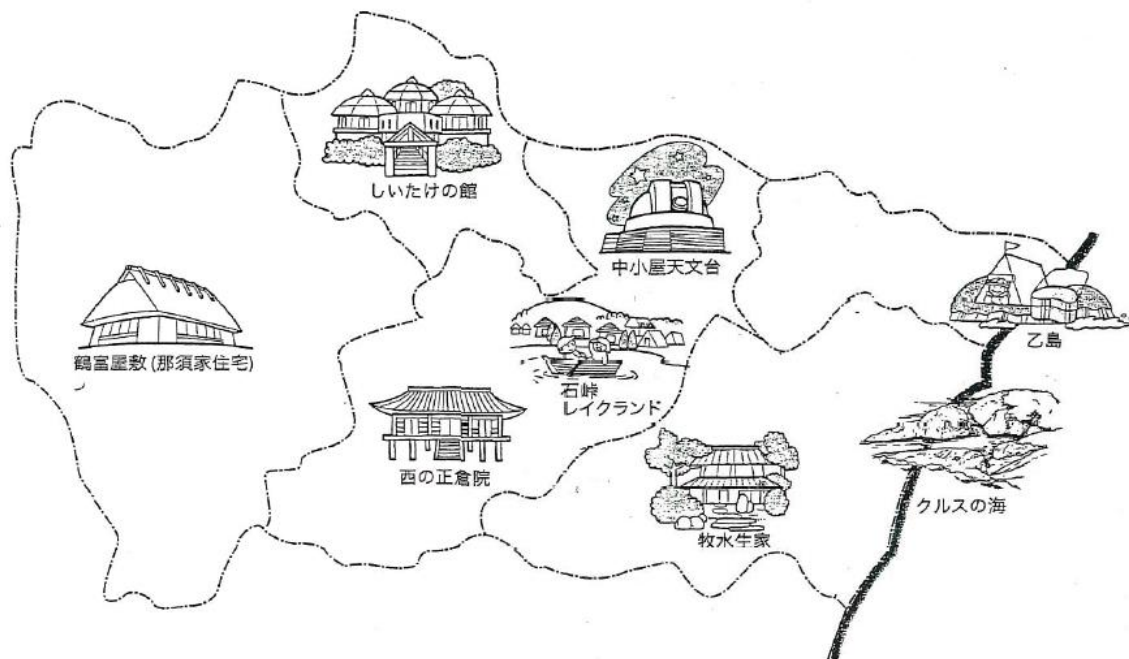 しいたけの館
中小屋天文台
乙島
鶴富屋敷(那須家住宅)
石峠
レイクランド
西の正倉院
クルスの海
牧水生家